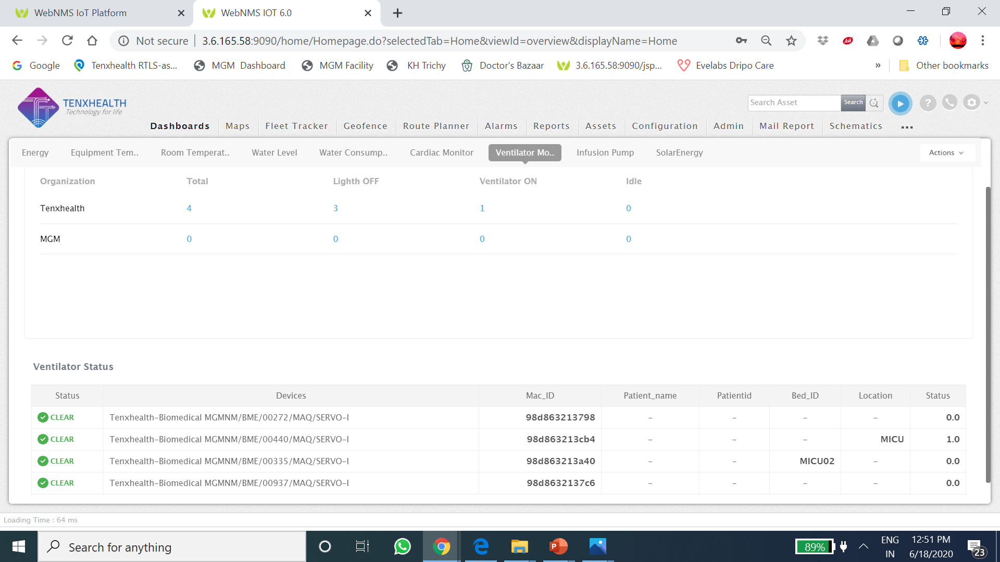 WebNMS IoT Platform
WebNMS IOT 6.0
Not secure
3.6.165.58:9090/home/Homepage.do?selectedTab=Home&viewId=overview&displayName=Home
Ask
Google
Tenxhealth RTLS-as...
MGM Dashboard
MGM Facility
KH Trichy
Doctor's Bazaar
3.6.165.58:9090/jsp...
Evelabs Dripo Care
»
Other bookmarks
TENXHEALTH
Technology for life
Search Asset
Search
?
Dashboards
Maps
Fleet Tracker
Geofence
Route Planner
Alarms
Reports
Assets
Configuration
Admin
Mail Report
Schematics
...
Energy
Equipment Tem..
Room Temperat..
Water Level
Water Consump..
Cardiac Monitor
Ventilator Mo..
Infusion Pump
SolarEnergy
Actions
Organization Total Lighth OFF Ventilator ON Idle
Tenxhealth 4 3 1 0
MGM 0 0 0 0
Ventilator Status
Status Devices Mac_ID Patient_name Patientid Bed_ID Location Status
CLEAR Tenxhealth-Biomedical MGMNM/BME/00272/MAQ/SERVO-I 98d863213798 - - - - 0.0
CLEAR Tenxhealth-Biomedical MGMNM/BME/00440/MAQ/SERVO-I 98d863213cb4 - - - MICU 1.0
CLEAR Tenxhealth-Biomedical MGMNM/BME/00335/MAQ/SERVO-I 98d863213a40 - - MICU02 - 0.0
CLEAR Tenxhealth-Biomedical MGMNM/BME/00937/MAQ/SERVO-I 98d8632137c6 - - - - 0.0
Loading Time : 64 ms
Search for anything
P
89%
ENG
IN
12:51 PM
6/18/2020
23